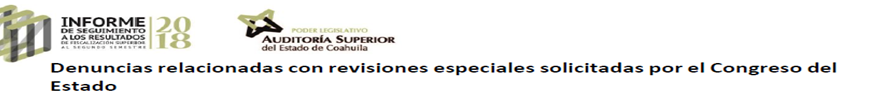 INFORME
DE SEGUIMIENTO
A LOS RESULTADOS
DE FISCALIZACIÓN SUPERIOR
AL SEGUNDO SEMESTRE
2018
PODER LEGISLATIVO
AUDITORÍA SUPERIOR
del Estado de Coahuila
Denuncias relacionadas con revisiones especiales solicitadas por el Congreso del
Estado